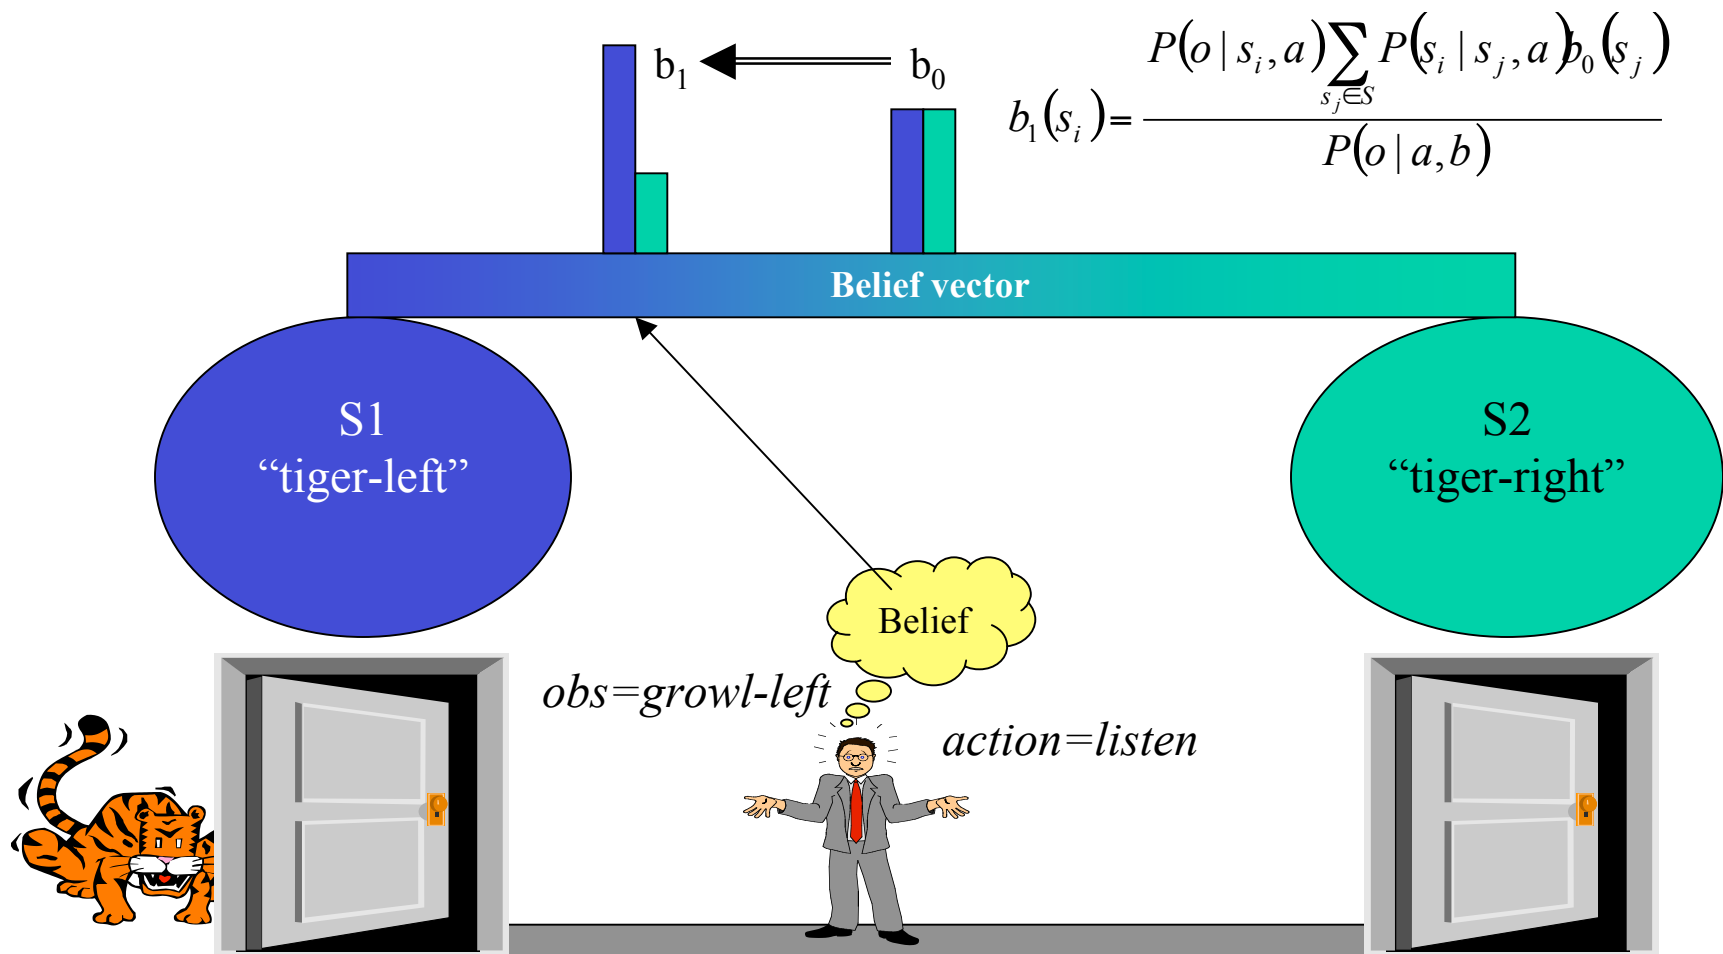 b₁ b₀
b₁(sᵢ) = P(o | sᵢ, a) ∑_{sⱼ∈S} P(sᵢ | sⱼ, a) b₀(sⱼ) / P(o | a, b)
Belief vector
S1
“tiger-left”
S2
“tiger-right”
Belief
obs=growl-left
action=listen